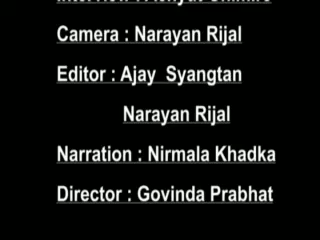 Camera : Narayan Rijal
Editor : Ajay Syangtan
Narayan Rijal
Narration : Nirmala Khadka
Director : Govinda Prabhat